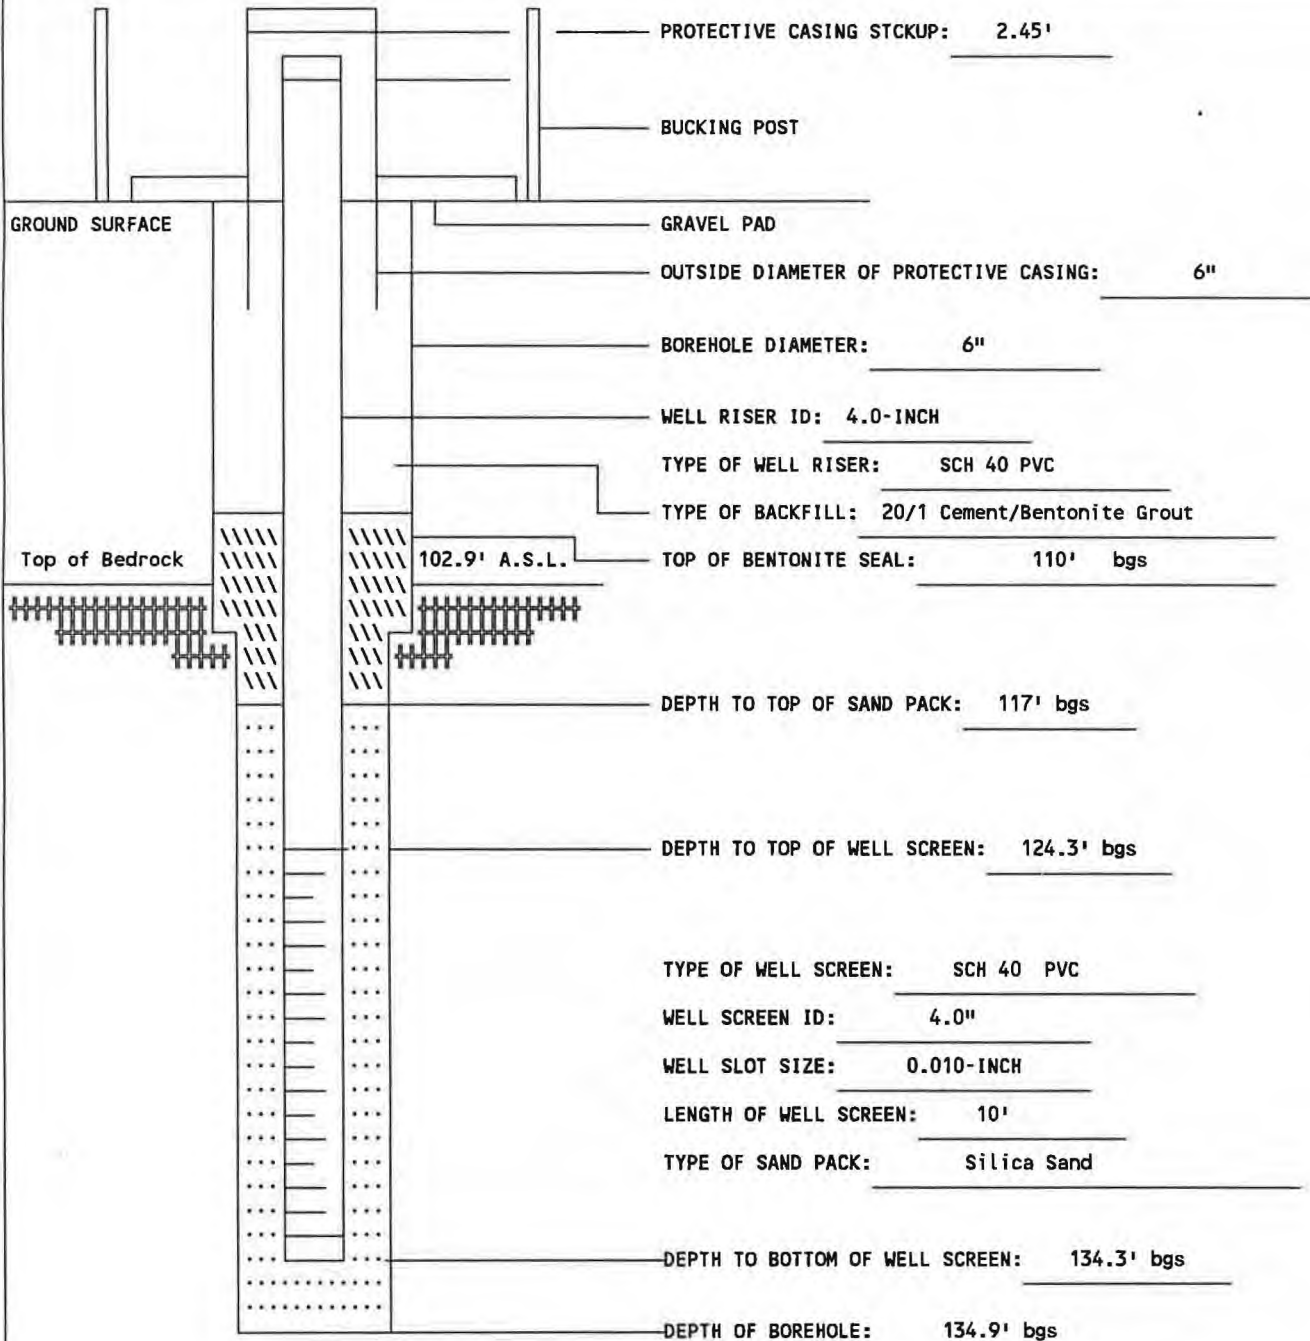 PROTECTIVE CASING STCKUP: 2.45'
BUCKING POST
GROUND SURFACE
GRAVEL PAD
OUTSIDE DIAMETER OF PROTECTIVE CASING: 6"
BOREHOLE DIAMETER: 6"
WELL RISER ID: 4.0-INCH
TYPE OF WELL RISER: SCH 40 PVC
TYPE OF BACKFILL: 20/1 Cement/Bentonite Grout
Top of Bedrock 102.9' A.S.L. TOP OF BENTONITE SEAL: 110' bgs
DEPTH TO TOP OF SAND PACK: 117' bgs
DEPTH TO TOP OF WELL SCREEN: 124.3' bgs
TYPE OF WELL SCREEN: SCH 40 PVC
WELL SCREEN ID: 4.0"
WELL SLOT SIZE: 0.010-INCH
LENGTH OF WELL SCREEN: 10'
TYPE OF SAND PACK: Silica Sand
DEPTH TO BOTTOM OF WELL SCREEN: 134.3' bgs
DEPTH OF BOREHOLE: 134.9' bgs